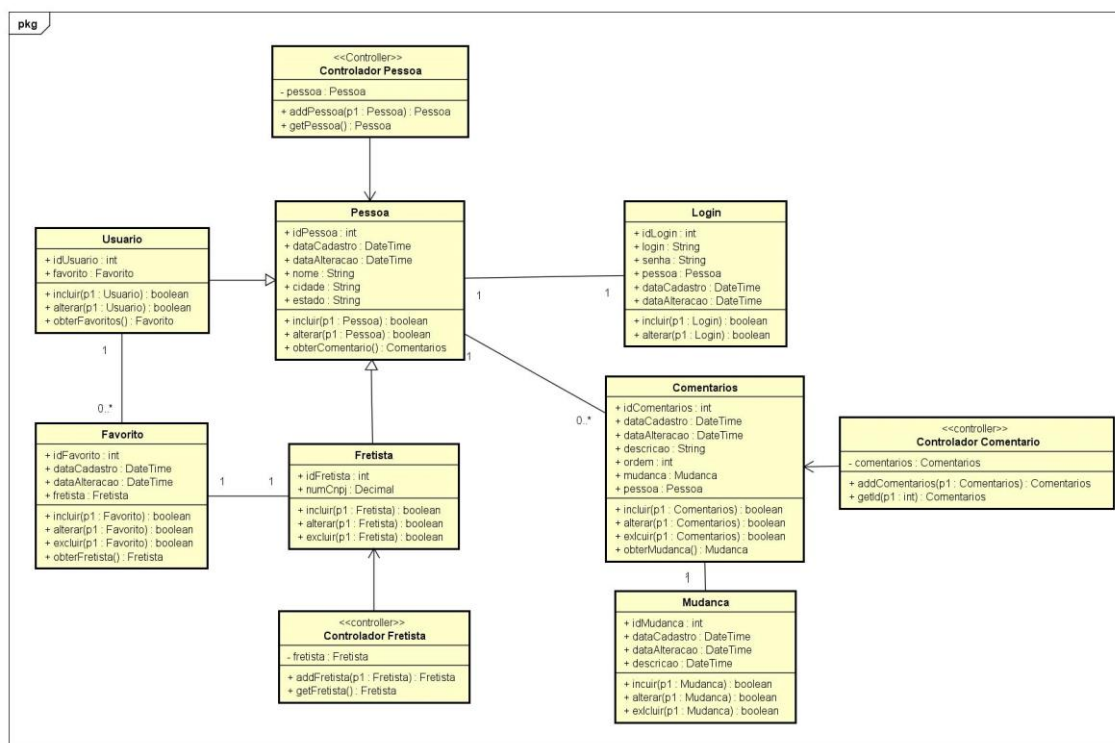 pkg
<<Controller>>
Controlador Pessoa
- pessoa : Pessoa
+ addPessoa(p1 : Pessoa) : Pessoa
+ getPessoa() : Pessoa
Pessoa
+ idPessoa : int
+ dataCadastro : DateTime
+ dataAlteracao : DateTime
+ nome : String
+ cidade : String
+ estado : String
+ incluir(p1 : Pessoa) : boolean
+ alterar(p1 : Pessoa) : boolean
+ obterComentario() : Comentarios
Login
+ idLogin : int
+ login : String
+ senha : String
+ pessoa : Pessoa
+ dataCadastro : DateTime
+ dataAlteracao : DateTime
+ incluir(p1 : Login) : boolean
+ alterar(p1 : Login) : boolean
Usuario
+ idUsuario : int
+ favorito : Favorito
+ incluir(p1 : Usuario) : boolean
+ alterar(p1 : Usuario) : boolean
+ obterFavoritos() : Favorito
1
1
1
1
0..*
0..*
Comentarios
+ idComentarios : int
+ dataCadastro : DateTime
+ dataAlteracao : DateTime
+ descricao : String
+ ordem : int
+ mudanca : Mudanca
+ pessoa : Pessoa
+ incluir(p1 : Comentarios) : boolean
+ alterar(p1 : Comentarios) : boolean
+ exlcuir(p1 : Comentarios) : boolean
+ obterMudanca() : Mudanca
<<controller>>
Controlador Comentario
- comentarios : Comentarios
+ addComentarios(p1 : Comentarios) : Comentarios
+ getId(p1 : int) : Comentarios
Favorito
+ idFavorito : int
+ dataCadastro : DateTime
+ dataAlteracao : DateTime
+ fretista : Fretista
+ incluir(p1 : Favorito) : boolean
+ alterar(p1 : Favorito) : boolean
+ excluir(p1 : Favorito) : boolean
+ obterFretista() : Fretista
1
1
Fretista
+ idFretista : int
+ numCnpj : Decimal
+ incluir(p1 : Fretista) : boolean
+ alterar(p1 : Fretista) : boolean
+ excluir(p1 : Fretista) : boolean
<<controller>>
Controlador Fretista
- fretista : Fretista
+ addFretista(p1 : Fretista) : Fretista
+ getFretista() : Fretista
Mudanca
+ idMudanca : int
+ dataCadastro : DateTime
+ dataAlteracao : DateTime
+ descricao : DateTime
+ incuir(p1 : Mudanca) : boolean
+ alterar(p1 : Mudanca) : boolean
+ exlcluir(p1 : Mudanca) : boolean